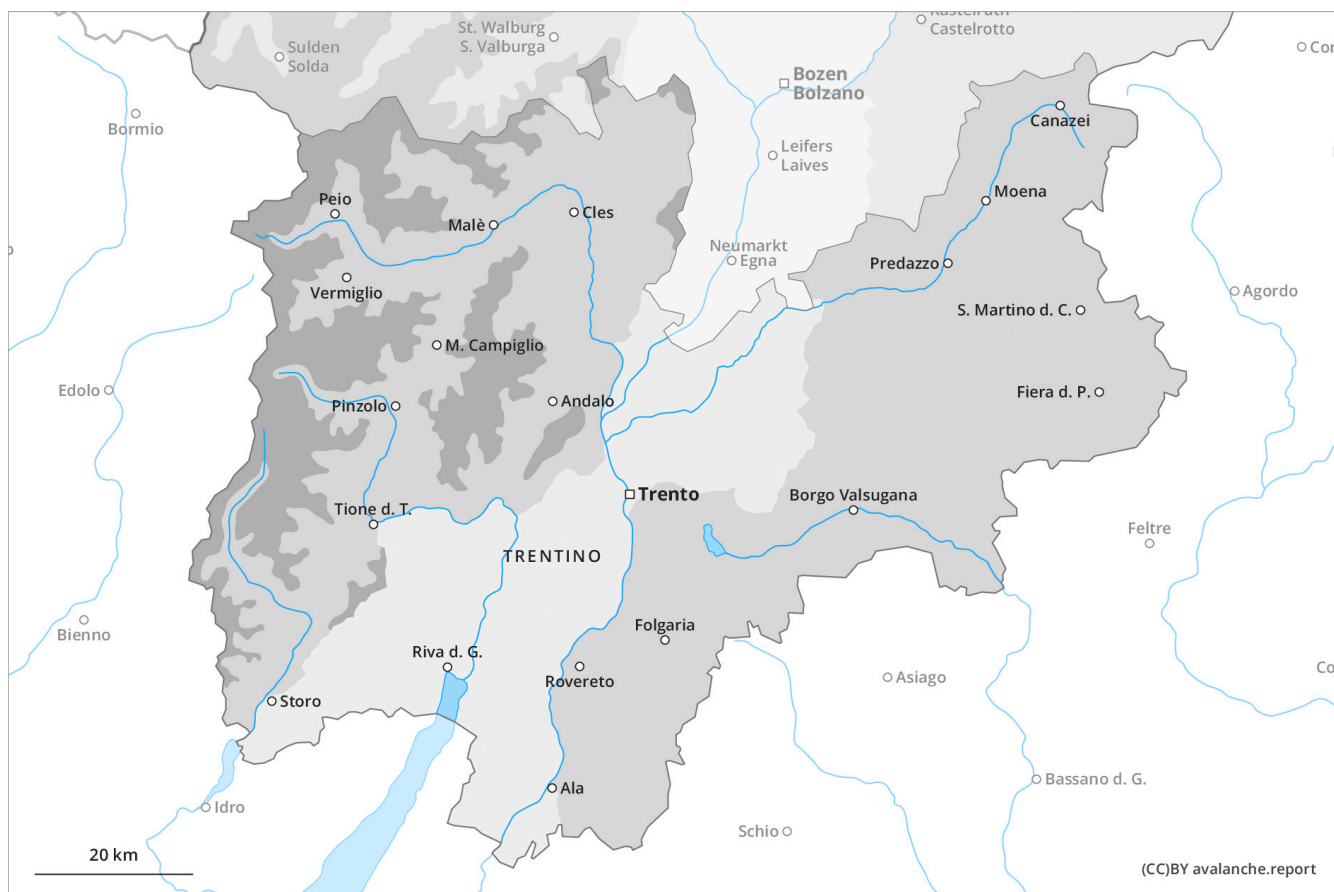 Kastelruth
Castelrotto
St. Walburg
S. Valburga
Sulden
Solda
Bozen
Bolzano
Canazei
Bormio
Leifers
Laives
Moena
Peio
Malè
Cles
Neumarkt
Egna
Predazzo
Vermiglio
Agordo
S. Martino d. C.
M. Campiglio
Edolo
Fiera d. P.
Pinzolo
Andalo
Trento
Borgo Valsugana
Tione d. T.
Feltre
TRENTINO
Bienno
Folgaria
Riva d. G.
Rovereto
Asiago
Storo
Bassano d. G.
Ala
Idro
Schio
20 km
(CC)BY avalanche.report